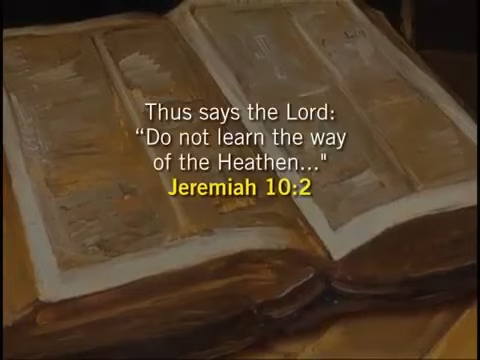 Thus says the Lord:
“Do not learn the way
of the Heathen..."
Jeremiah 10:2